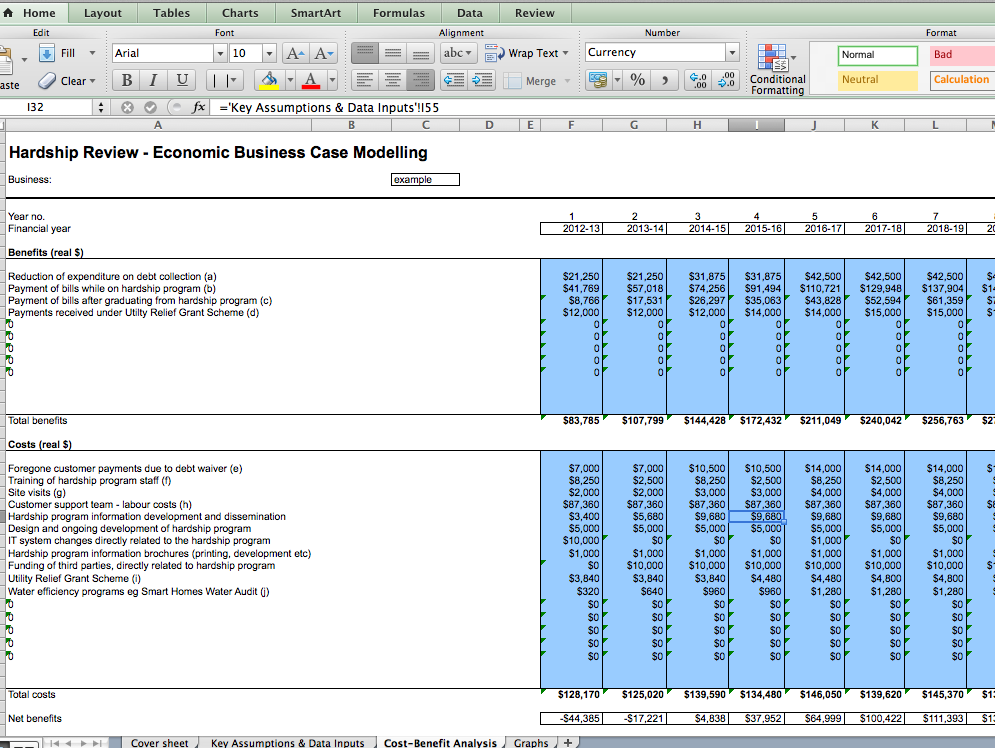 Home Layout Tables Charts SmartArt Formulas Data Review
Edit Font Alignment Number Format
Fill Arial 10 A A abc Wrap Text Currency Normal Bad
aste Clear B I U A Merge % Conditional Formatting Neutral Calculation
I32 fx ='Key Assumptions & Data Inputs'!I55
A B C D E F G H I J K L
Hardship Review - Economic Business Case Modelling
Business: example
Year no. 1 2 3 4 5 6 7
Financial year 2012-13 2013-14 2014-15 2015-16 2016-17 2017-18 2018-19 20
Benefits (real $)
Reduction of expenditure on debt collection (a) $21,250 $21,250 $31,875 $31,875 $42,500 $42,500 $42,500
Payment of bills while on hardship program (b) $41,769 $57,018 $74,256 $91,494 $110,721 $129,948 $137,904
Payment of bills after graduating from hardship program (c) $8,766 $17,531 $26,297 $35,063 $43,828 $52,594 $61,359
Payments received under Utilty Relief Grant Scheme (d) $12,000 $12,000 $12,000 $14,000 $14,000 $15,000 $15,000
0 0 0 0 0 0 0 0
0 0 0 0 0 0 0 0
0 0 0 0 0 0 0 0
0 0 0 0 0 0 0 0
0 0 0 0 0 0 0 0
Total benefits $83,785 $107,799 $144,428 $172,432 $211,049 $240,042 $256,763
Costs (real $)
Foregone customer payments due to debt waiver (e) $7,000 $7,000 $10,500 $10,500 $14,000 $14,000 $14,000
Training of hardship program staff (f) $8,250 $2,500 $8,250 $2,500 $8,250 $2,500 $8,250
Site visits (g) $2,000 $2,000 $3,000 $3,000 $4,000 $4,000 $4,000
Customer support team - labour costs (h) $87,360 $87,360 $87,360 $87,360 $87,360 $87,360 $87,360
Hardship program information development and dissemination $3,400 $5,680 $9,680 $9,680 $9,680 $9,680 $9,680
Design and ongoing development of hardship program $5,000 $5,000 $5,000 $5,000 $5,000 $5,000 $5,000
IT system changes directly related to the hardship program $10,000 $0 $0 $0 $1,000 $0 $0
Hardship program information brochures (printing, development etc) $1,000 $1,000 $1,000 $1,000 $1,000 $1,000 $1,000
Funding of third parties, directly related to hardship program $0 $10,000 $10,000 $10,000 $10,000 $10,000 $10,000
Utility Relief Grant Scheme (i) $3,840 $3,840 $3,840 $4,480 $4,480 $4,800 $4,800
Water efficiency programs eg Smart Homes Water Audit (j) $320 $640 $960 $960 $1,280 $1,280 $1,280
0 $0 $0 $0 $0 $0 $0 $0
0 $0 $0 $0 $0 $0 $0 $0
0 $0 $0 $0 $0 $0 $0 $0
0 $0 $0 $0 $0 $0 $0 $0
0 $0 $0 $0 $0 $0 $0 $0
Total costs $128,170 $125,020 $139,590 $134,480 $146,050 $139,620 $145,370
Net benefits -$44,385 -$17,221 $4,838 $37,952 $64,999 $100,422 $111,393
Cover sheet Key Assumptions & Data Inputs Cost-Benefit Analysis Graphs +